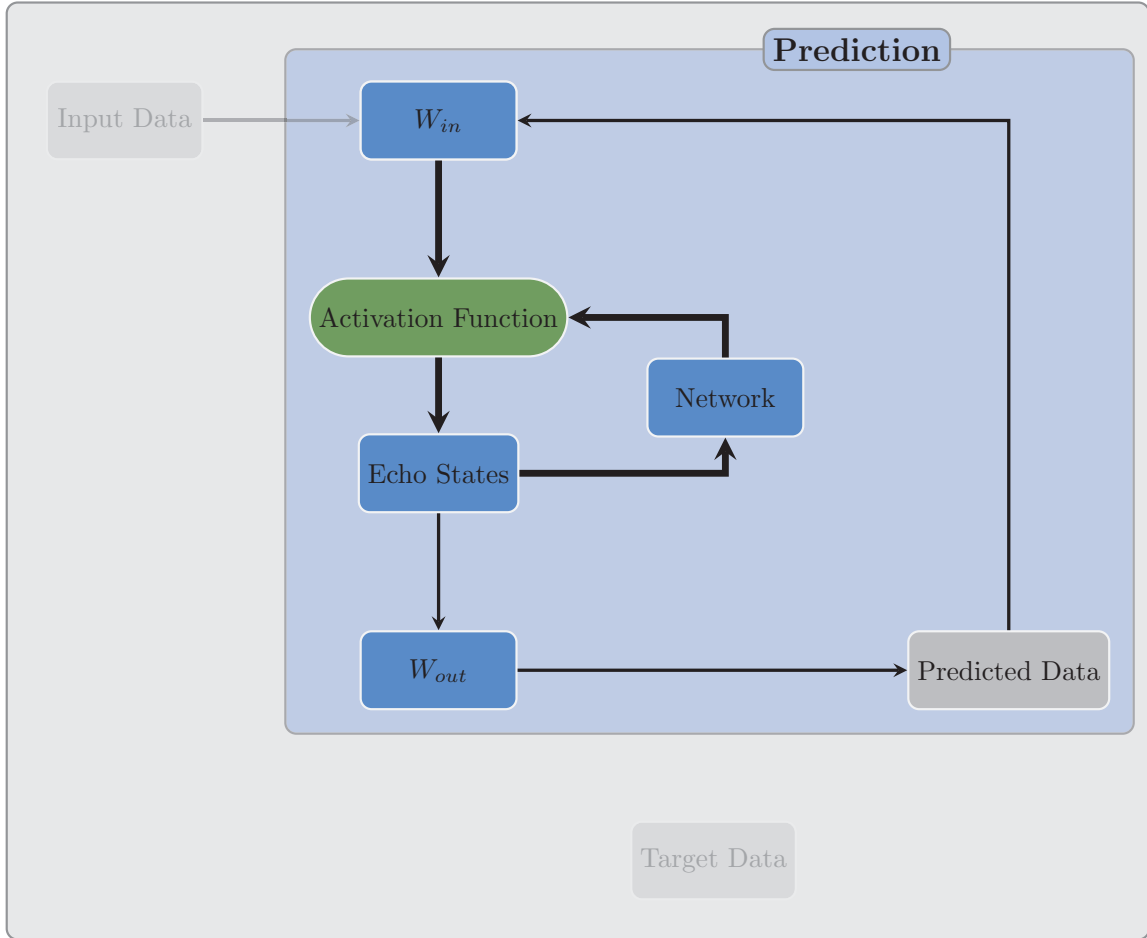 Prediction
Input Data
W_in
Activation Function
Network
Echo States
W_out
Predicted Data
Target Data